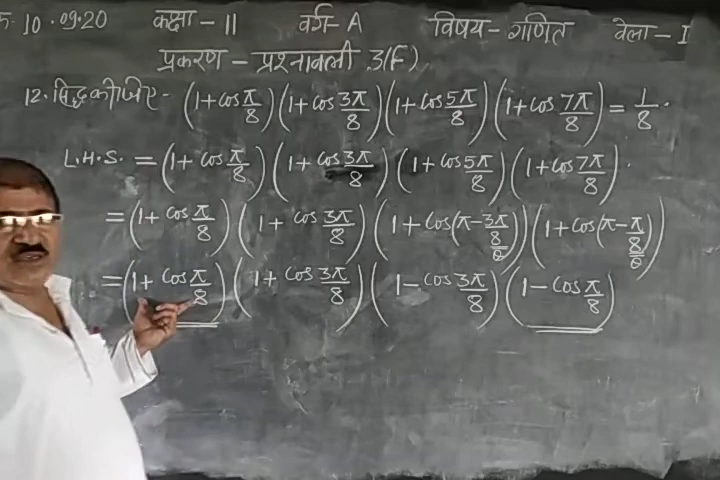 क 10.09.20 कक्षा - 11 वर्ग - A विषय - गणित वेला - I
प्रकरण - प्रश्नावली 3(F)
12. सिद्ध कीजिए - (1+cos π/8)(1+cos 3π/8)(1+cos 5π/8)(1+cos 7π/8) = 1/8.
L.H.S. = (1+cos π/8)(1+cos 3π/8)(1+cos 5π/8)(1+cos 7π/8).
= (1+cos π/8)(1+cos 3π/8)(1+cos(π-3π/8))(1+cos(π-π/8))
θ θ
= (1+cos π/8)(1+cos 3π/8)(1-cos 3π/8)(1-cos π/8)